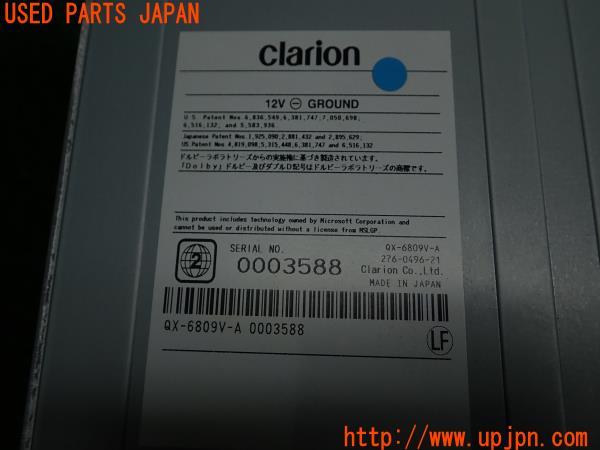 USED PARTS JAPAN
clarion
12V ⊖ GROUND
U.S. Patent Nos 6,836,549;6,381,747;7,050,698;
6,516,132; and 5,583,936
Japanese Patent Nos 1,925,090;2,881,432 and 2,895,629;
US Patent Nos 4,819,098;5,315,448;6,381,747 and 6,516,132
ドルビーラボラトリーズからの実施権に基づき製造されています。
「Dolby」ドルビー及びダブルD記号はドルビーラボラトリーズの商標です。
This product includes technology owned by Microsoft Corporation and
cannot be used or distributed without a license from MSLGP.
2
SERIAL NO.
0003588
QX-6809V-A
276-0496-21
Clarion Co.,Ltd.
MADE IN JAPAN
QX-6809V-A 0003588
LF
http://www.upjpn.com/